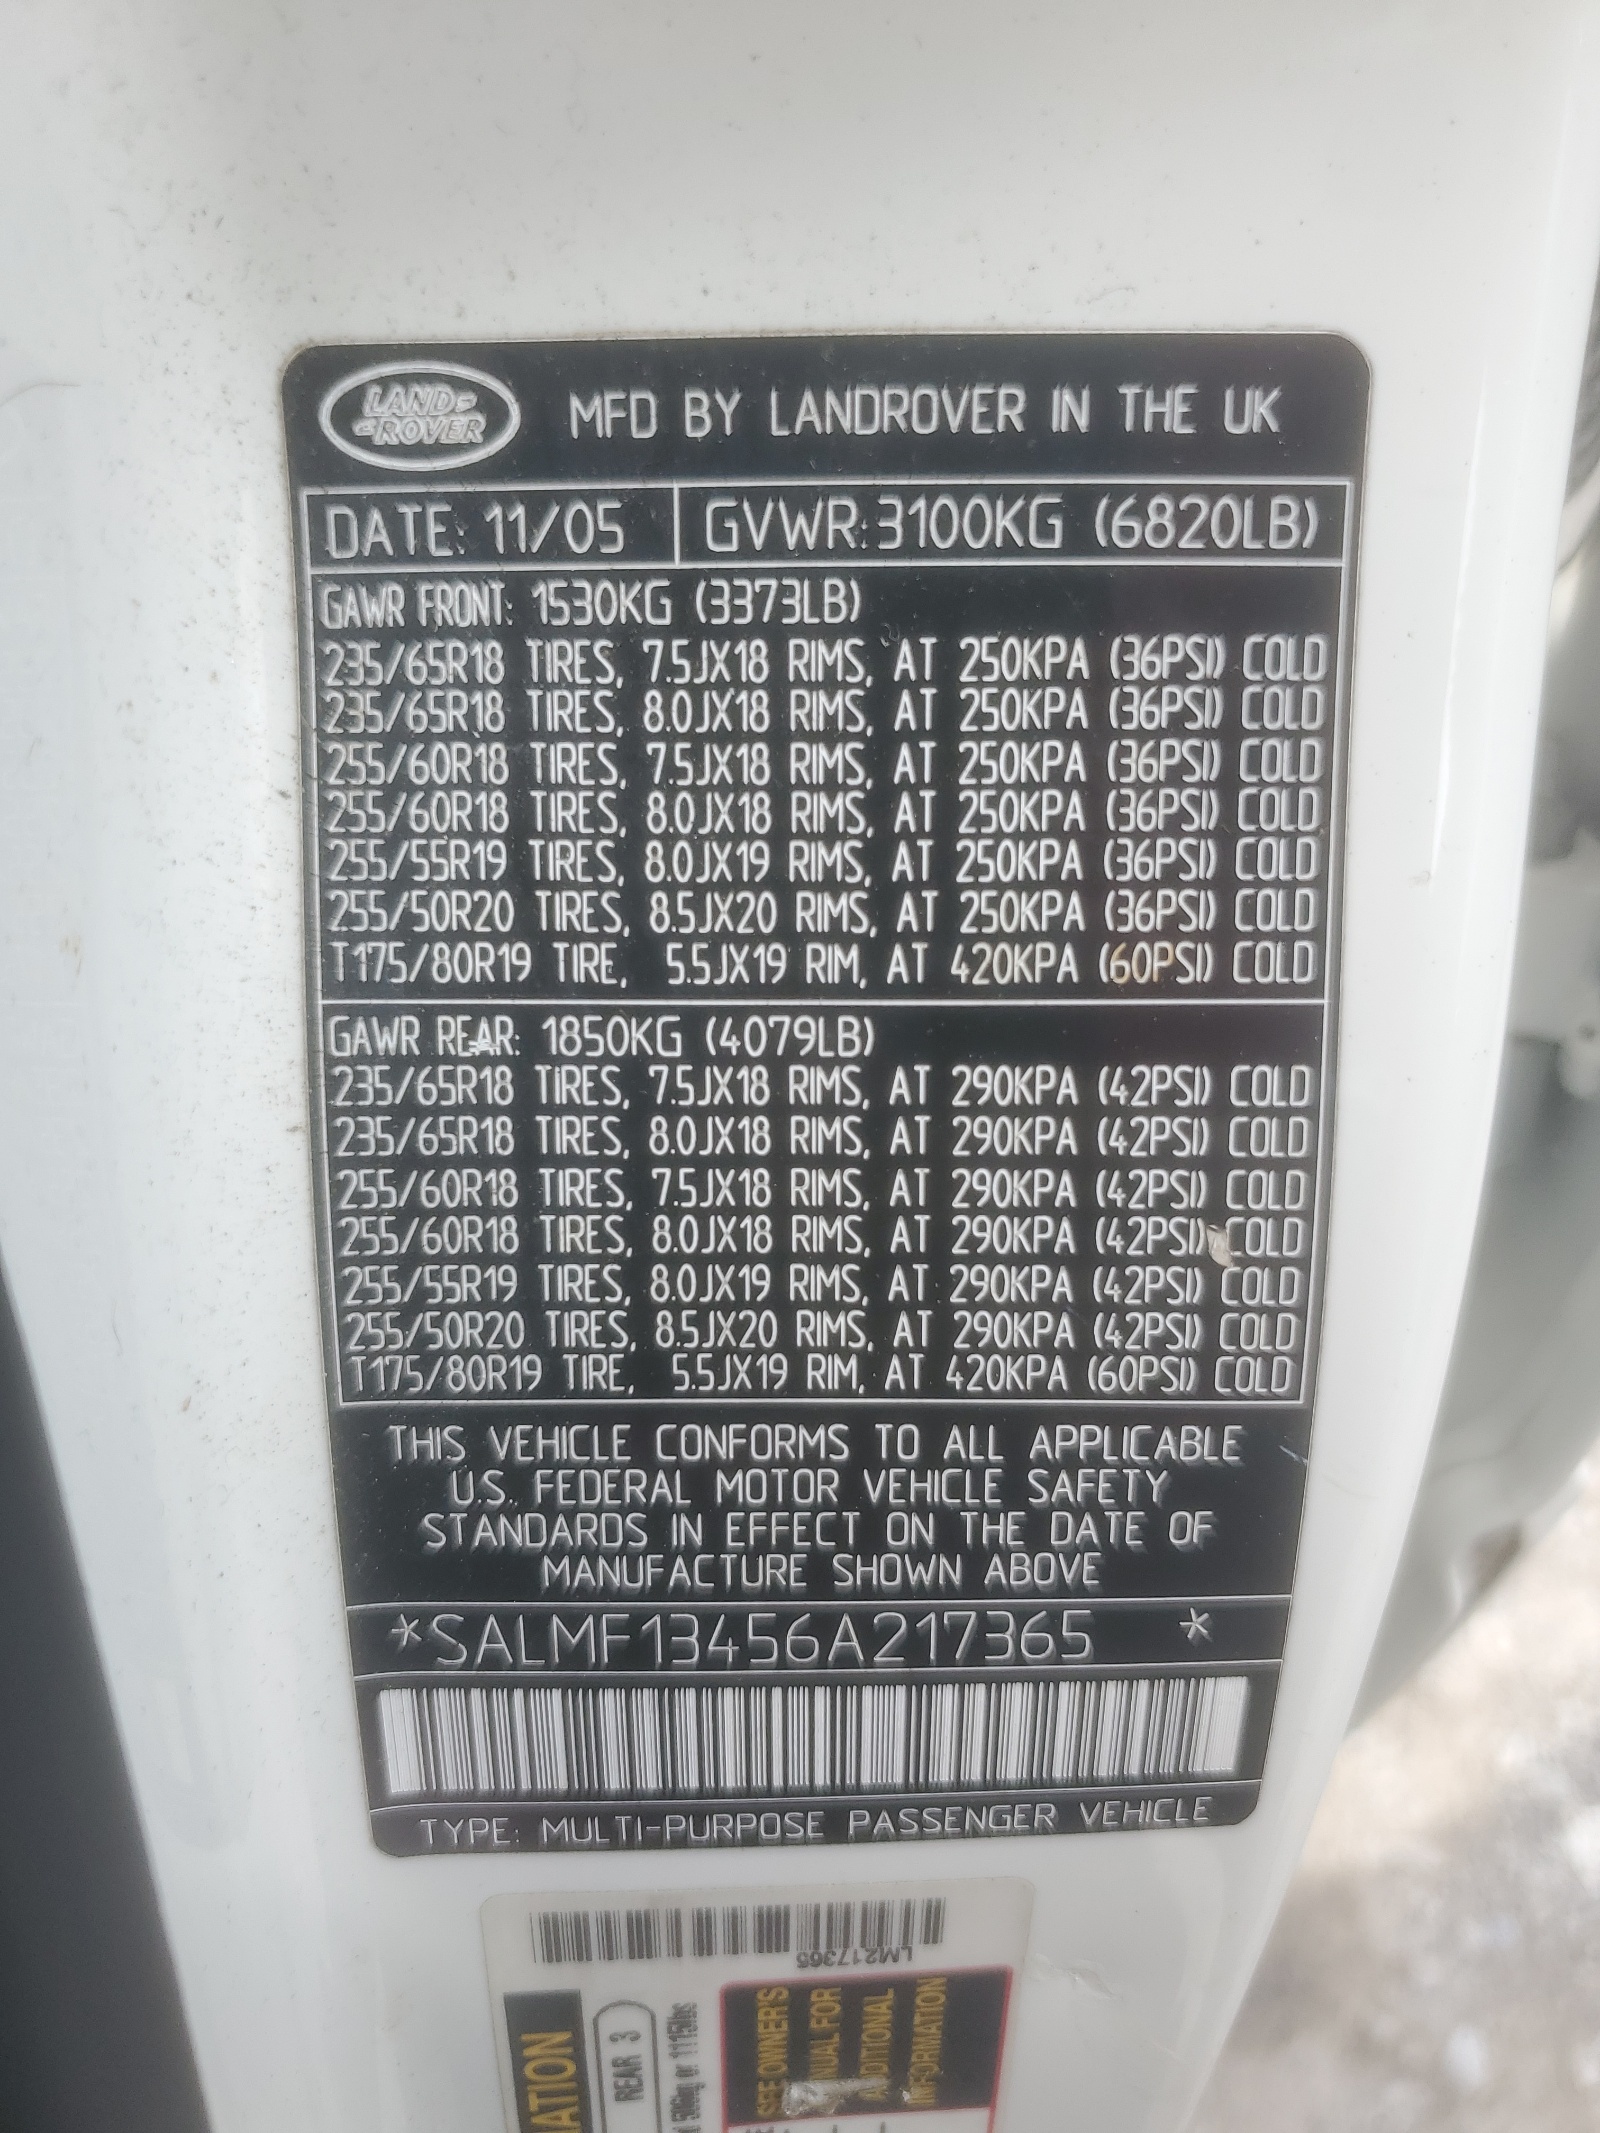 LAND-
-ROVER
MFD BY LANDROVER IN THE UK
DATE: 11/05 GVWR:3100KG (6820LB)
GAWR FRONT: 1530KG (3373LB)
235/65R18 TIRES, 7.5JX18 RIMS, AT 250KPA (36PSI) COLD
235/65R18 TIRES, 8.0JX18 RIMS, AT 250KPA (36PSI) COLD
255/60R18 TIRES, 7.5JX18 RIMS, AT 250KPA (36PSI) COLD
255/60R18 TIRES, 8.0JX18 RIMS, AT 250KPA (36PSI) COLD
255/55R19 TIRES, 8.0JX19 RIMS, AT 250KPA (36PSI) COLD
255/50R20 TIRES, 8.5JX20 RIMS, AT 250KPA (36PSI) COLD
T175/80R19 TIRE, 5.5JX19 RIM, AT 420KPA (60PSI) COLD
GAWR REAR: 1850KG (4079LB)
235/65R18 TIRES, 7.5JX18 RIMS, AT 290KPA (42PSI) COLD
235/65R18 TIRES, 8.0JX18 RIMS, AT 290KPA (42PSI) COLD
255/60R18 TIRES, 7.5JX18 RIMS, AT 290KPA (42PSI) COLD
255/60R18 TIRES, 8.0JX18 RIMS, AT 290KPA (42PSI) COLD
255/55R19 TIRES, 8.0JX19 RIMS, AT 290KPA (42PSI) COLD
255/50R20 TIRES, 8.5JX20 RIMS, AT 290KPA (42PSI) COLD
T175/80R19 TIRE, 5.5JX19 RIM, AT 420KPA (60PSI) COLD
THIS VEHICLE CONFORMS TO ALL APPLICABLE
U.S. FEDERAL MOTOR VEHICLE SAFETY
STANDARDS IN EFFECT ON THE DATE OF
MANUFACTURE SHOWN ABOVE
*SALMF13456A217365 *
TYPE: MULTI-PURPOSE PASSENGER VEHICLE
LM217365
REAR 3
or 1115lbs
SEE OWNER'S
FOR
ADDITIONAL
INFORMATION